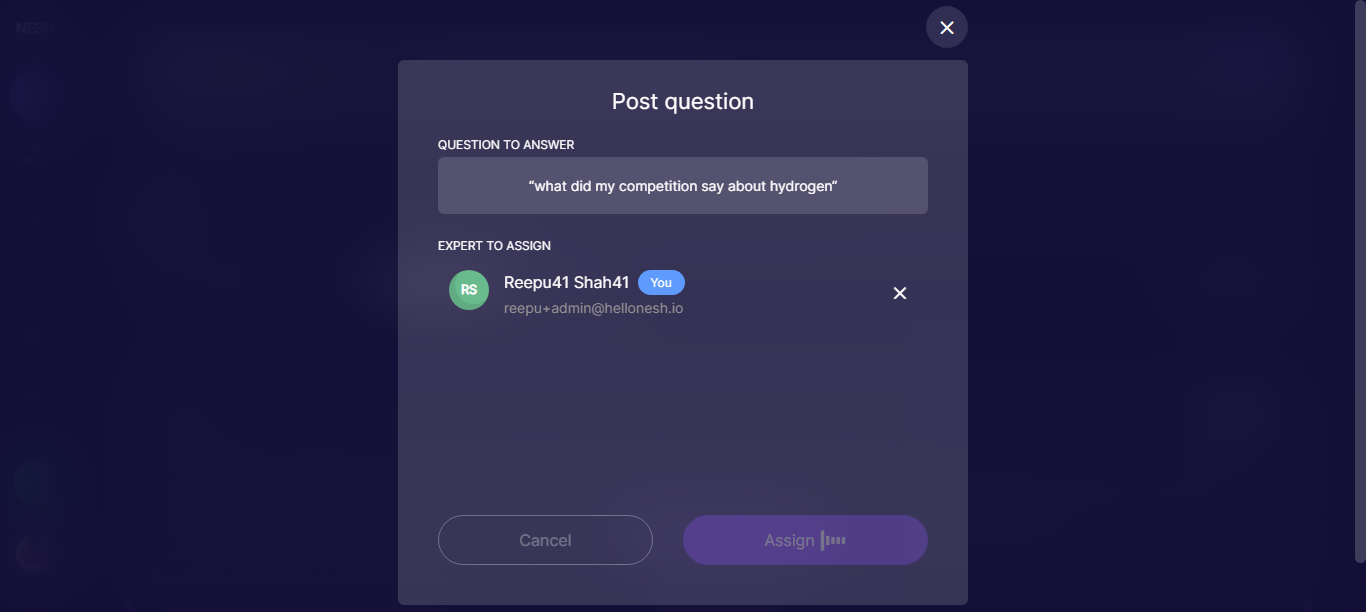 NESH
Post question
QUESTION TO ANSWER
“what did my competition say about hydrogen“
EXPERT TO ASSIGN
RS
Reepu41 Shah41 You
reepu+admin@hellonesh.io
Cancel
Assign